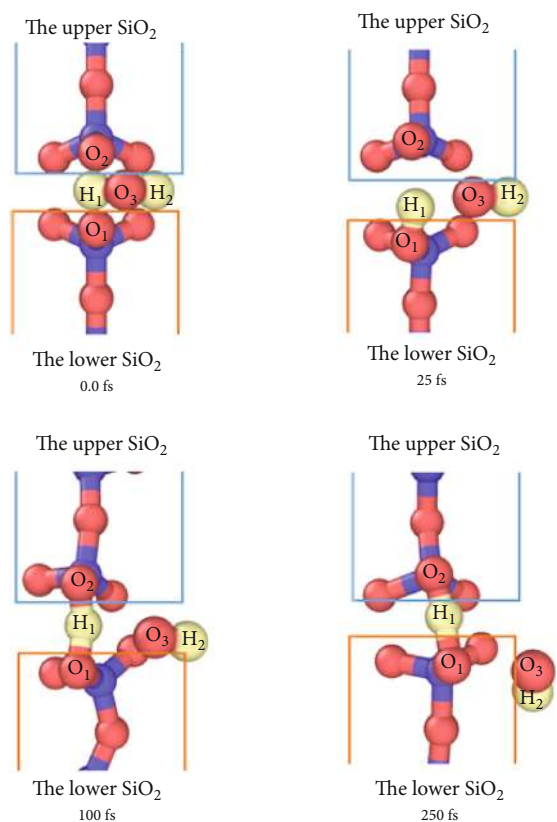 The upper SiO₂
O₂
H₁ O₃ H₂
O₁
The lower SiO₂
0.0 fs
The upper SiO₂
O₂
H₁ O₃ H₂
O₁
The lower SiO₂
25 fs
The upper SiO₂
O₂
H₁
O₃ H₂
O₁
The lower SiO₂
100 fs
The upper SiO₂
O₂
H₁
O₁ O₃
H₂
The lower SiO₂
250 fs